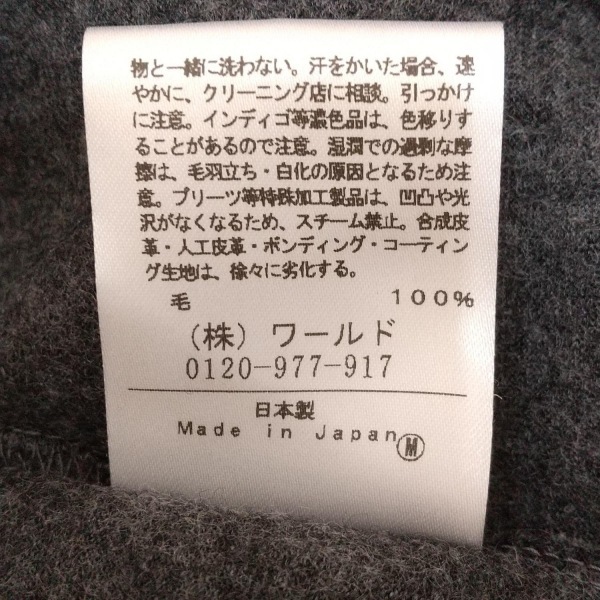 物と一緒に洗わない。汗をかいた場合、速
やかに、クリーニング店に相談。引っかけ
に注意。インディゴ等濃色品は、色移りす
ることがあるので注意。湿潤での過剰な摩
擦は、毛羽立ち・白化の原因となるため注
意。プリーツ等特殊加工製品は、凹凸や光
沢がなくなるため、スチーム禁止。合成皮
革・人工皮革・ボンディング・コーティン
グ生地は、徐々に劣化する。
毛 100%
(株) ワールド
0120-977-917
日本製
Made in Japan Ⓜ